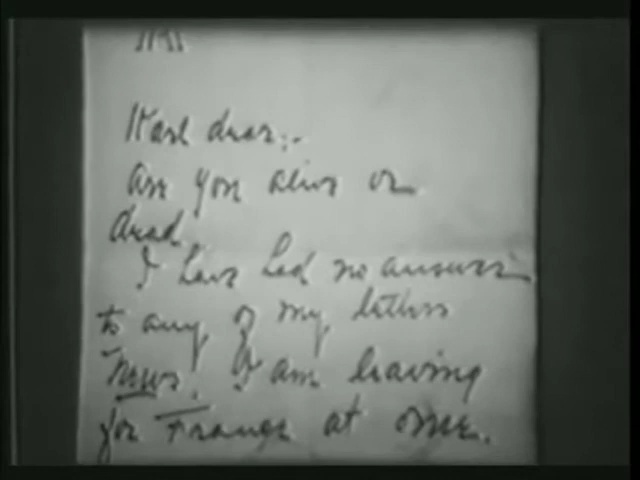 Karl dear:-
Are you alive or
dead
I have had no answer
to any of my letters
News! I am leaving
for France at once.